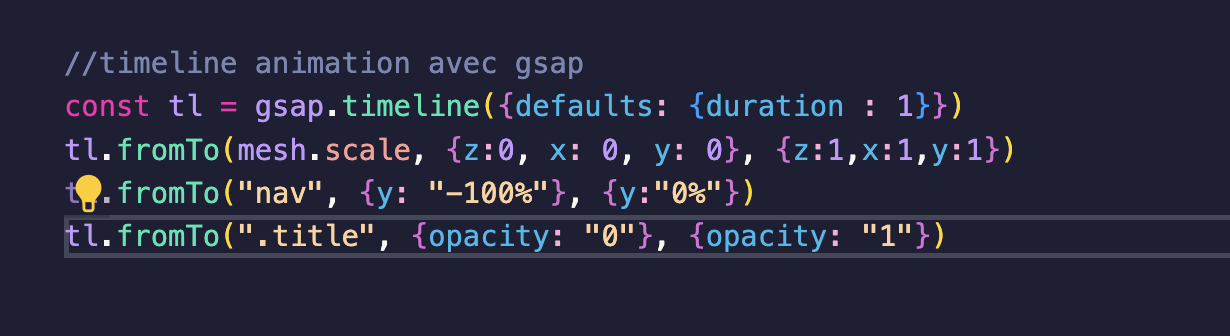 //timeline animation avec gsap
const tl = gsap.timeline({defaults: {duration : 1}})
tl.fromTo(mesh.scale, {z:0, x: 0, y: 0}, {z:1,x:1,y:1})
t .fromTo("nav", {y: "-100%"}, {y:"0%"})
tl.fromTo(".title", {opacity: "0"}, {opacity: "1"})